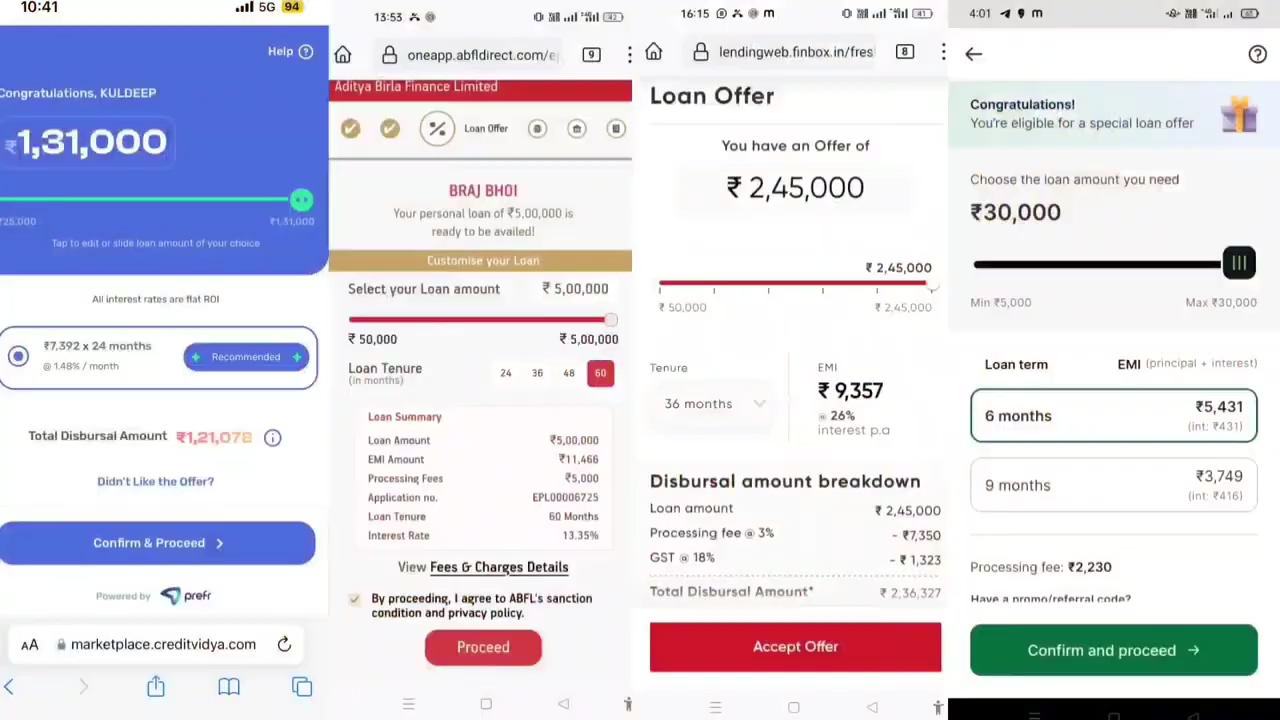 10:41
5G 94
Help ?
Congratulations, KULDEEP
₹1,31,000
₹25,000
₹1,31,000
Tap to edit or slide loan amount of your choice
All interest rates are flat ROI
₹7,392 x 24 months
@ 1.48% / month
Recommended
Total Disbursal Amount ₹1,21,078
Didn't Like the Offer?
Confirm & Proceed
Powered by prefr
AA marketplace.creditvidya.com
13:53
42
oneapp.abfldirect.com/e
9
Aditya Birla Finance Limited
% Loan Offer
BRAJ BHOI
Your personal loan of ₹5,00,000 is
ready to be availed!
Customise your Loan
Select your Loan amount ₹ 5,00,000
₹ 50,000 ₹ 5,00,000
Loan Tenure
(in months)
24 36 48 60
Loan Summary
Loan Amount ₹5,00,000
EMI Amount ₹11,466
Processing Fees ₹5,000
Application no. EPL00006725
Loan Tenure 60 Months
Interest Rate 13.35%
View Fees & Charges Details
By proceeding, I agree to ABFL's sanction
condition and privacy policy.
Proceed
16:15
41
lendingweb.finbox.in/fres
8
Loan Offer
You have an Offer of
₹ 2,45,000
₹ 2,45,000
₹ 50,000 ₹ 2,45,000
Tenure
36 months
EMI
₹ 9,357
@ 26%
interest p.a
Disbursal amount breakdown
Loan amount ₹ 2,45,000
Processing fee @ 3% - ₹7,350
GST @ 18% - ₹ 1,323
Total Disbursal Amount* ₹ 2,36,327
Accept Offer
4:01
?
Congratulations!
You're eligible for a special loan offer
Choose the loan amount you need
₹30,000
Min ₹5,000 Max ₹30,000
Loan term EMI (principal + interest)
6 months ₹5,431
(int: ₹431)
9 months ₹3,749
(int: ₹416)
Processing fee: ₹2,230
Have a promo/referral code?
Confirm and proceed